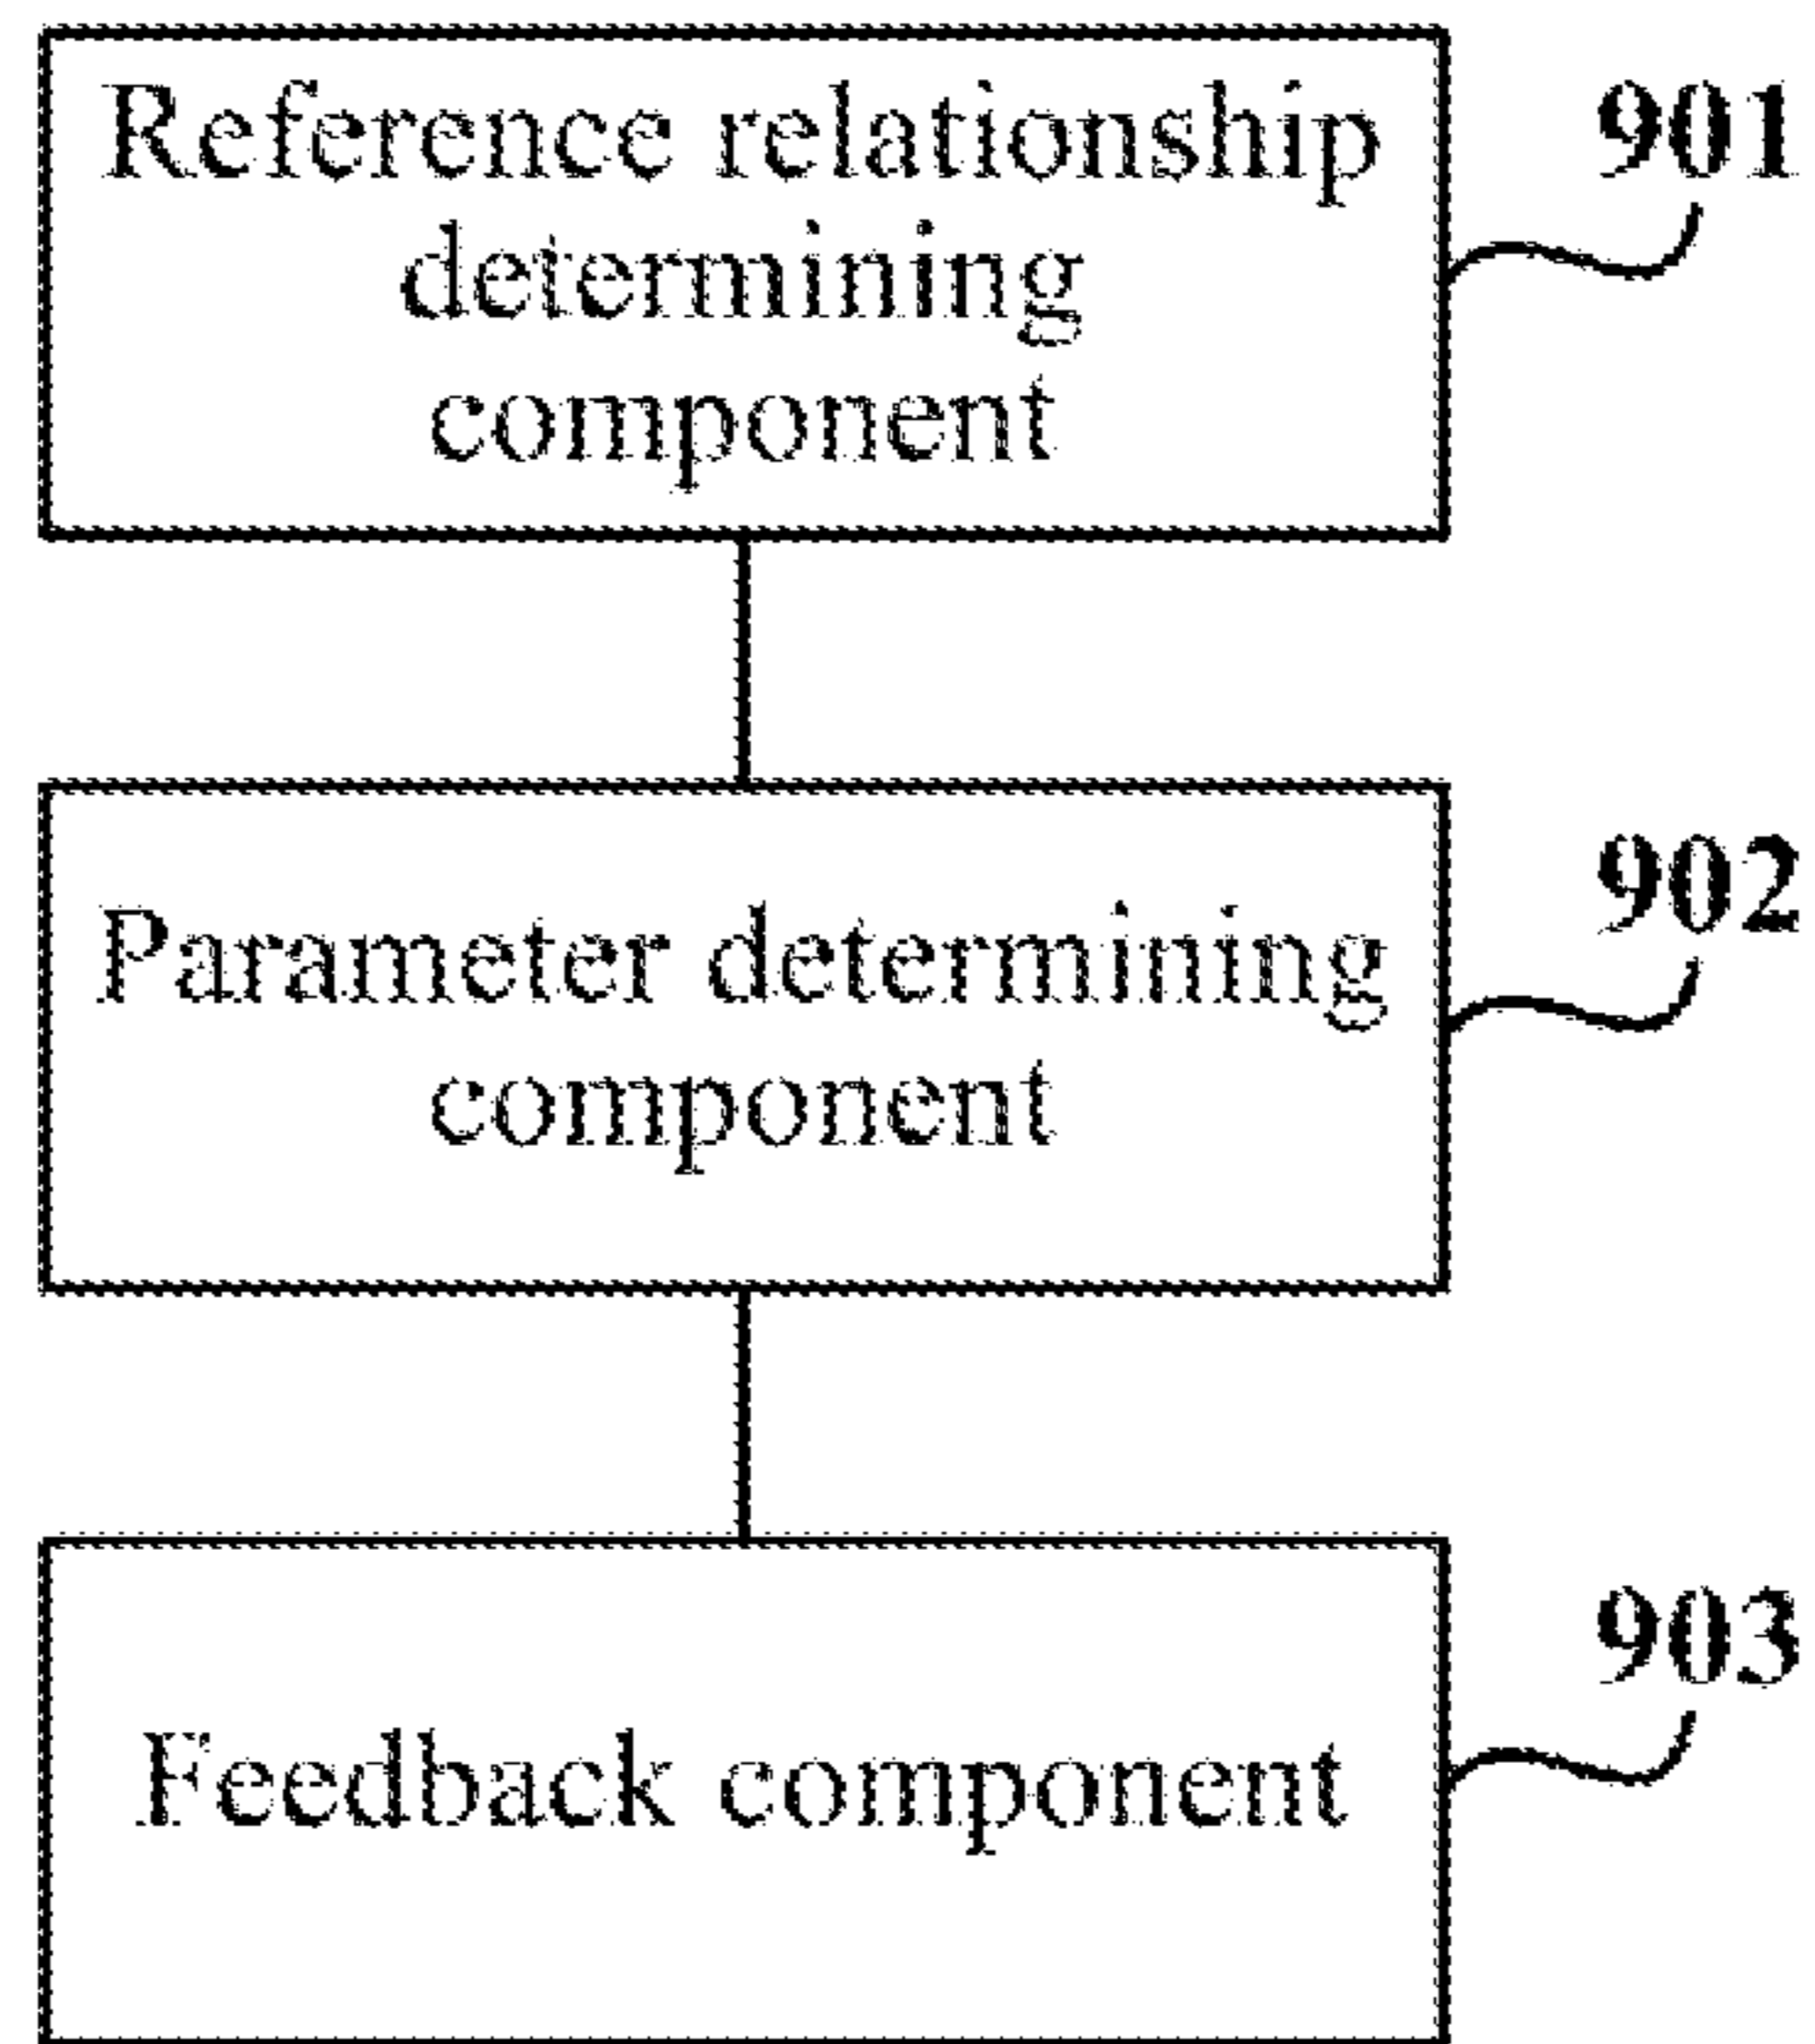 Reference relationship
determining
component
901
Parameter determining
component
902
Feedback component
903